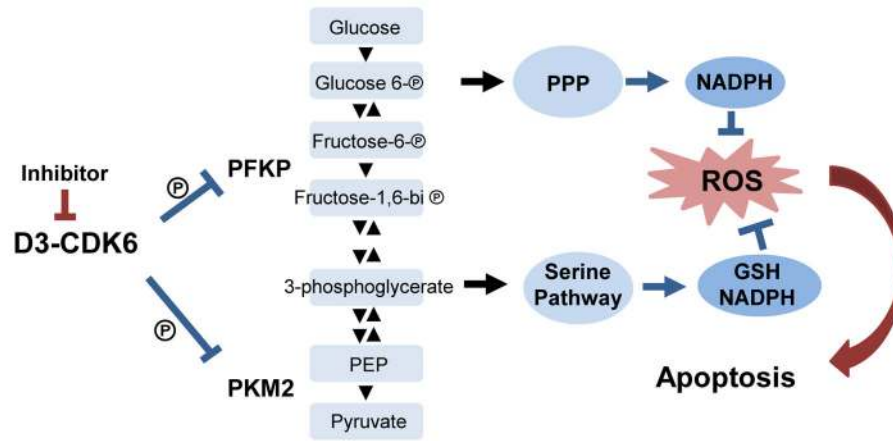 Glucose
Glucose 6-Ⓟ
PPP
NADPH
Fructose-6-Ⓟ
Inhibitor
Ⓟ
PFKP
ROS
Fructose-1,6-bi Ⓟ
D3-CDK6
3-phosphoglycerate
Serine
Pathway
GSH
NADPH
Ⓟ
PEP
Apoptosis
PKM2
Pyruvate